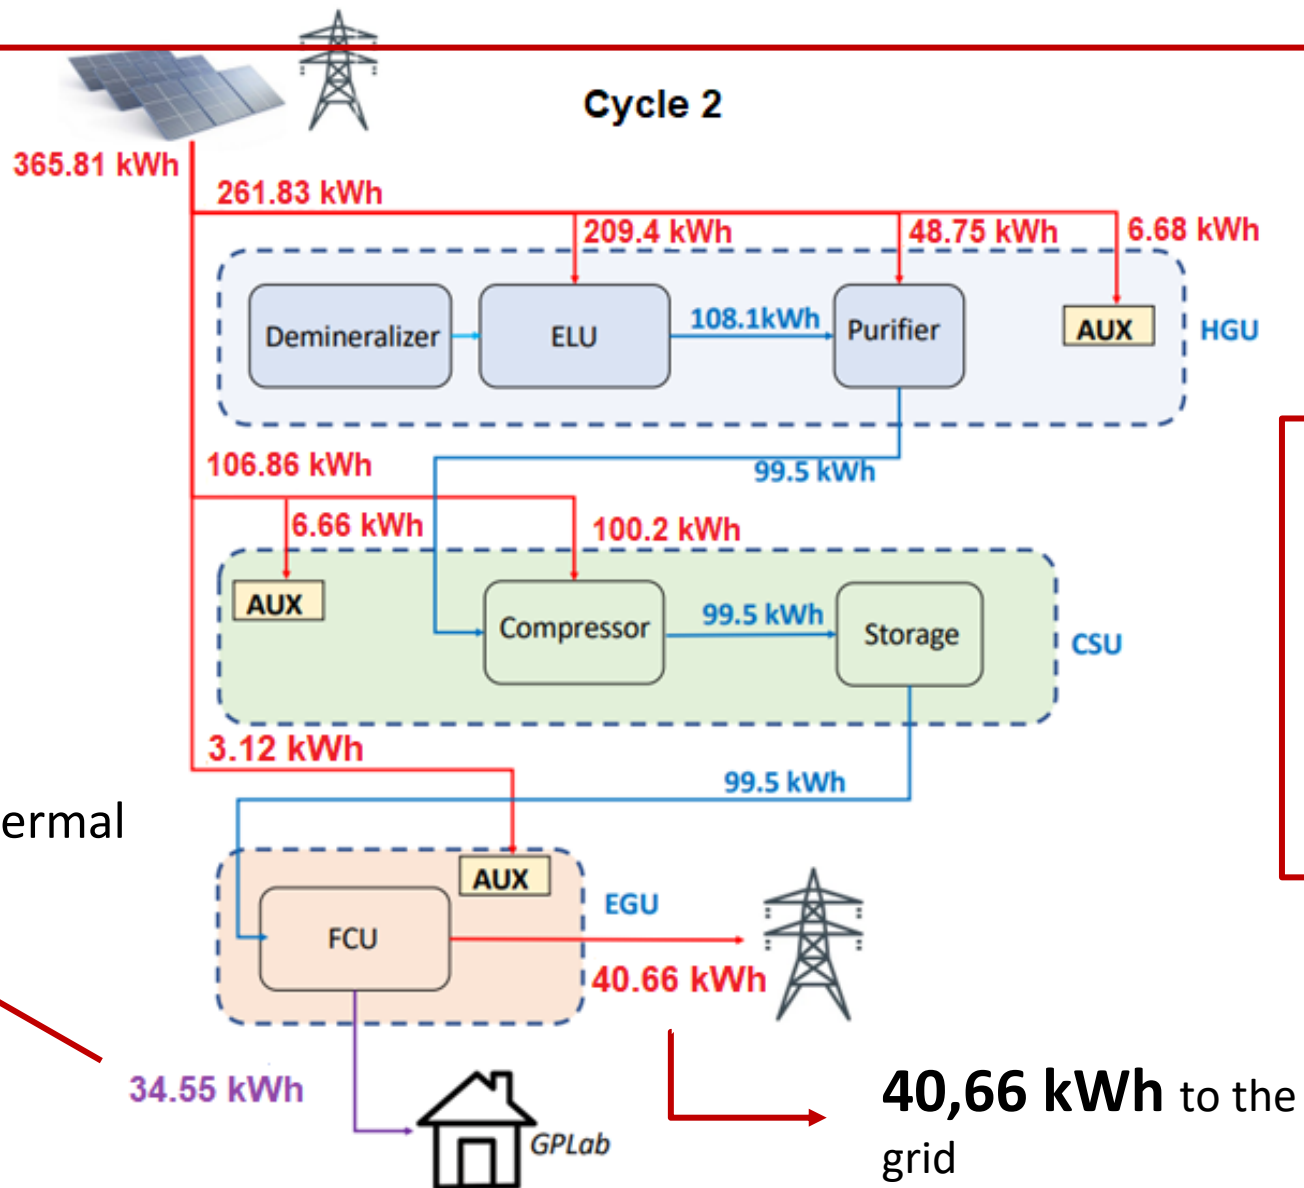 Cycle 2
365.81 kWh
261.83 kWh
209.4 kWh
48.75 kWh
6.68 kWh
Demineralizer
ELU
108.1kWh
Purifier
AUX
HGU
106.86 kWh
99.5 kWh
6.66 kWh
100.2 kWh
AUX
Compressor
99.5 kWh
Storage
CSU
3.12 kWh
99.5 kWh
ermal
AUX
EGU
FCU
40.66 kWh
34.55 kWh
GPLab
40,66 kWh to the
grid